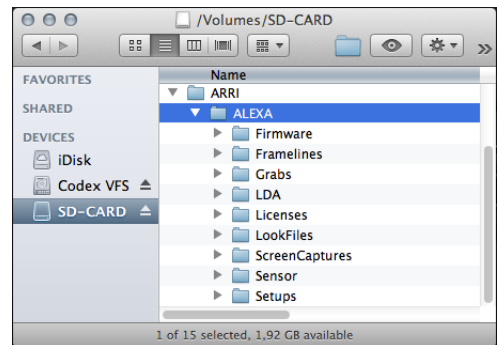 /Volumes/SD-CARD
FAVORITES
SHARED
DEVICES
iDisk
Codex VFS
SD-CARD
Name
ARRI
ALEXA
Firmware
Framelines
Grabs
LDA
Licenses
LookFiles
ScreenCaptures
Sensor
Setups
1 of 15 selected, 1,92 GB available